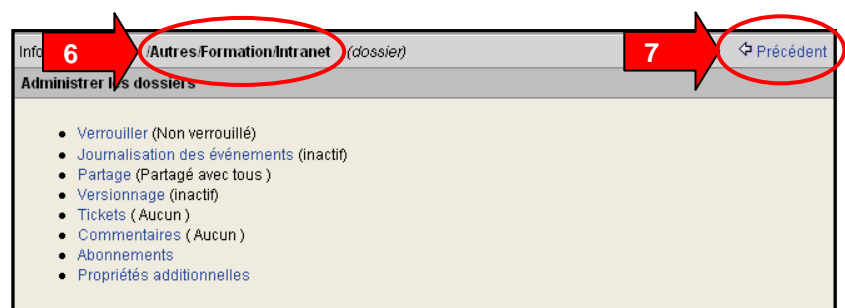 Info 6 /Autres/Formation/Intranet (dossier) 7 Précédent
Administrer les dossiers
Verrouiller (Non verrouillé)
Journalisation des événements (inactif)
Partage (Partagé avec tous )
Versionnage (inactif)
Tickets ( Aucun )
Commentaires ( Aucun )
Abonnements
Propriétés additionnelles